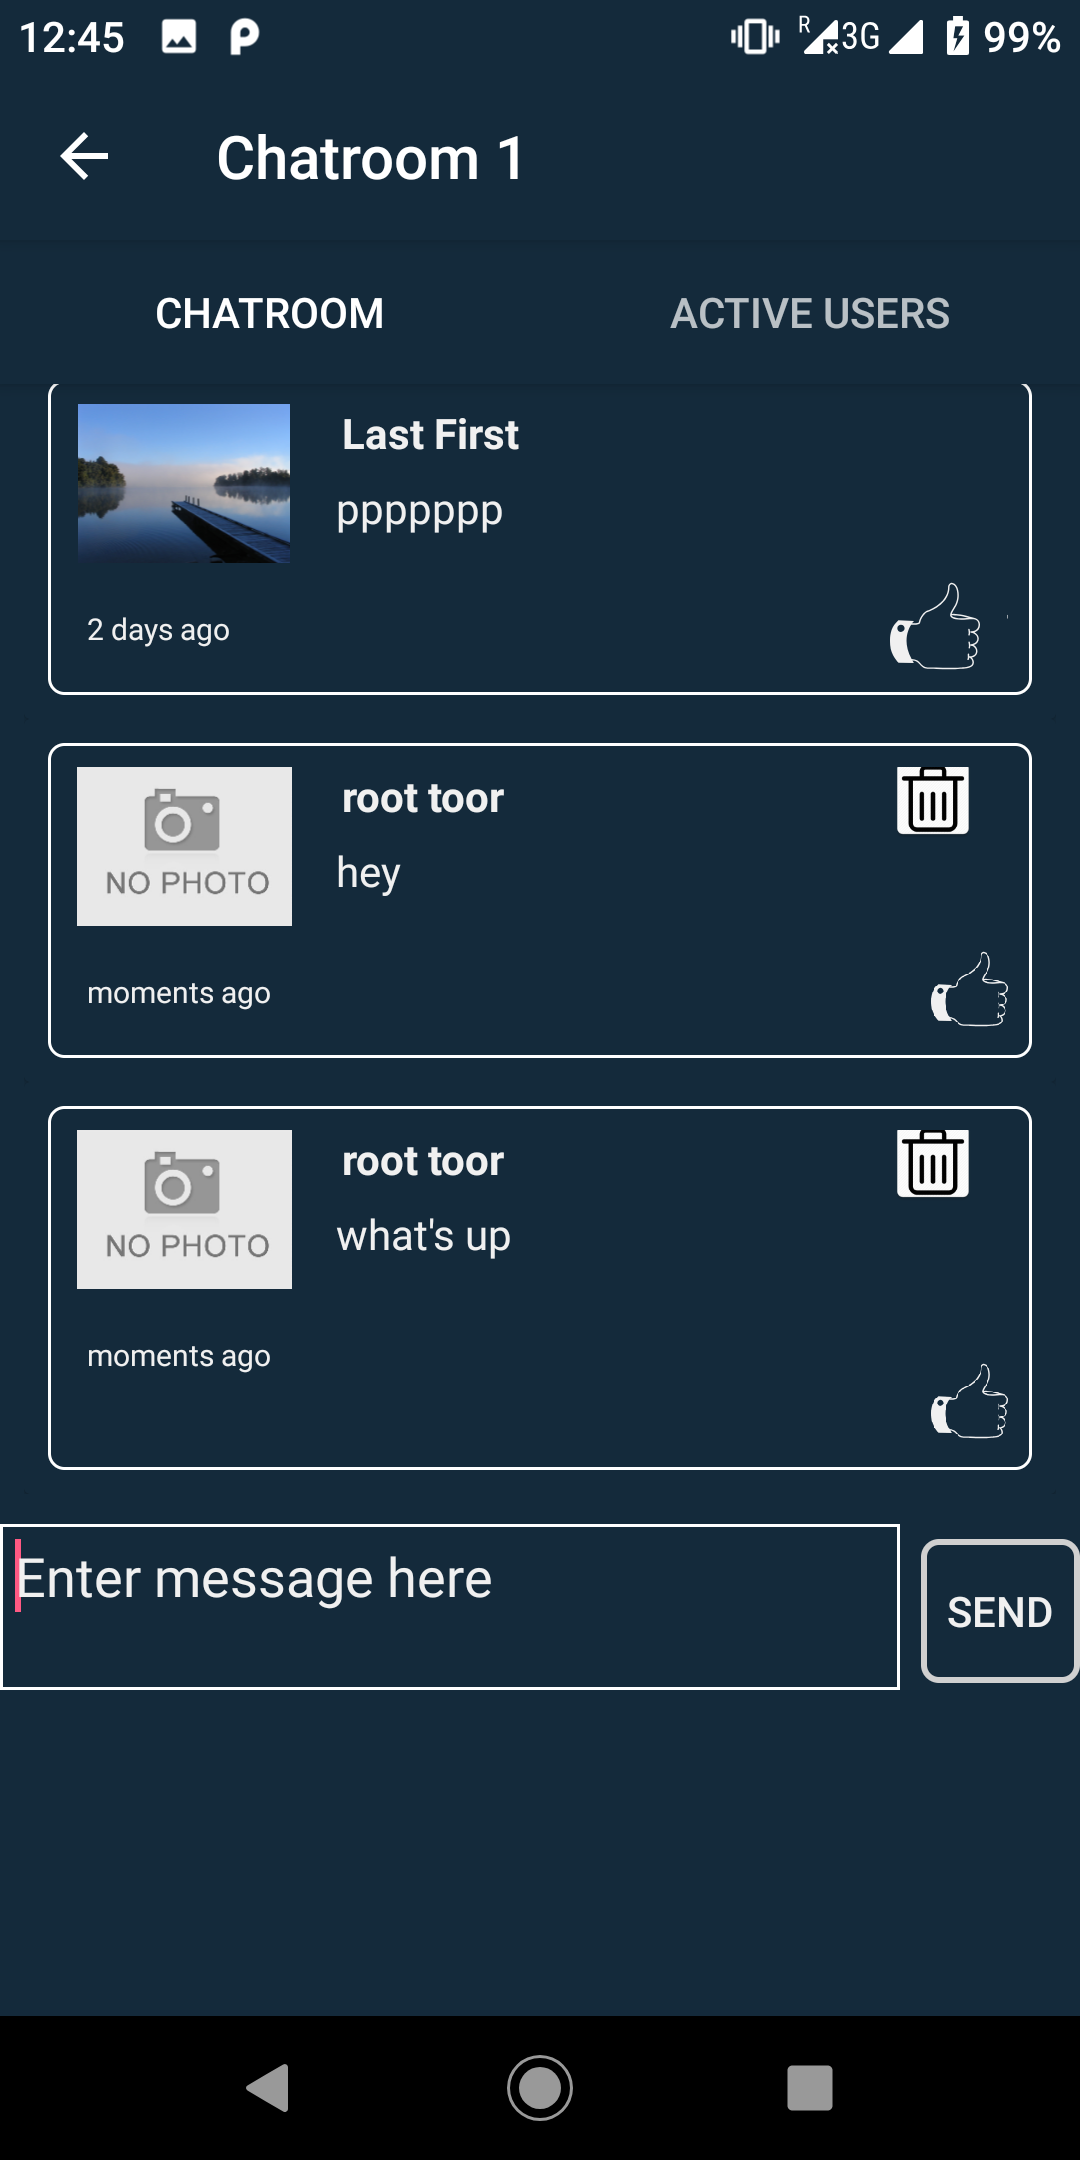 12:45 R 3G 99%
Chatroom 1
CHATROOM ACTIVE USERS
Last First
ppppppp
2 days ago
root toor
NO PHOTO
hey
moments ago
root toor
NO PHOTO
what's up
moments ago
Enter message here
SEND